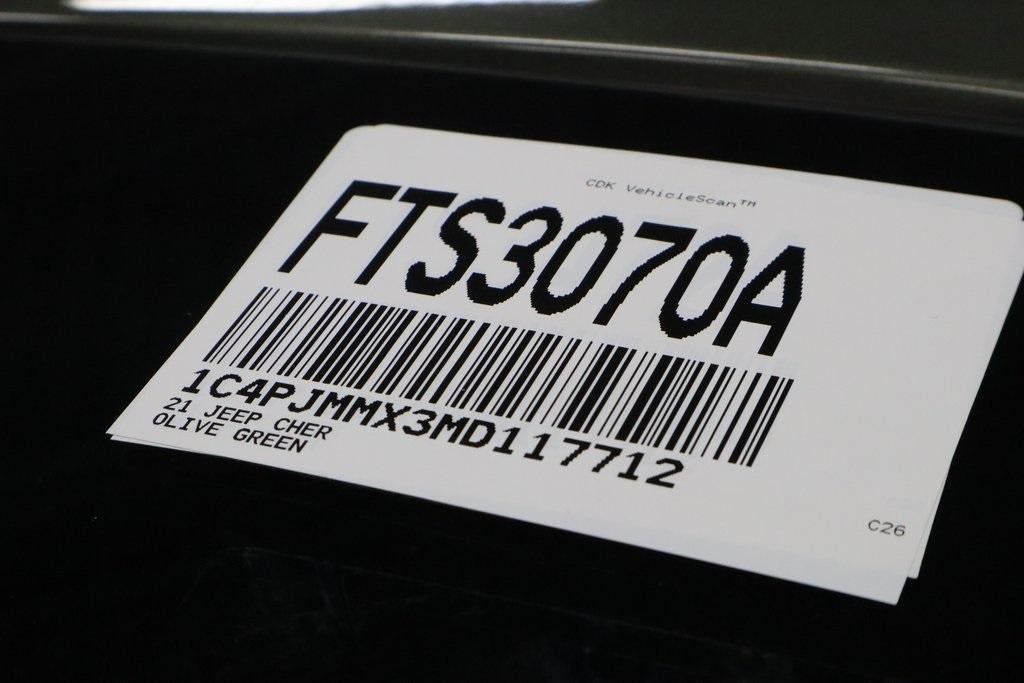 CDK VehicleScan™
FTS3070A
1C4PJMMX3MD117712
21 JEEP CHER
OLIVE GREEN
C26